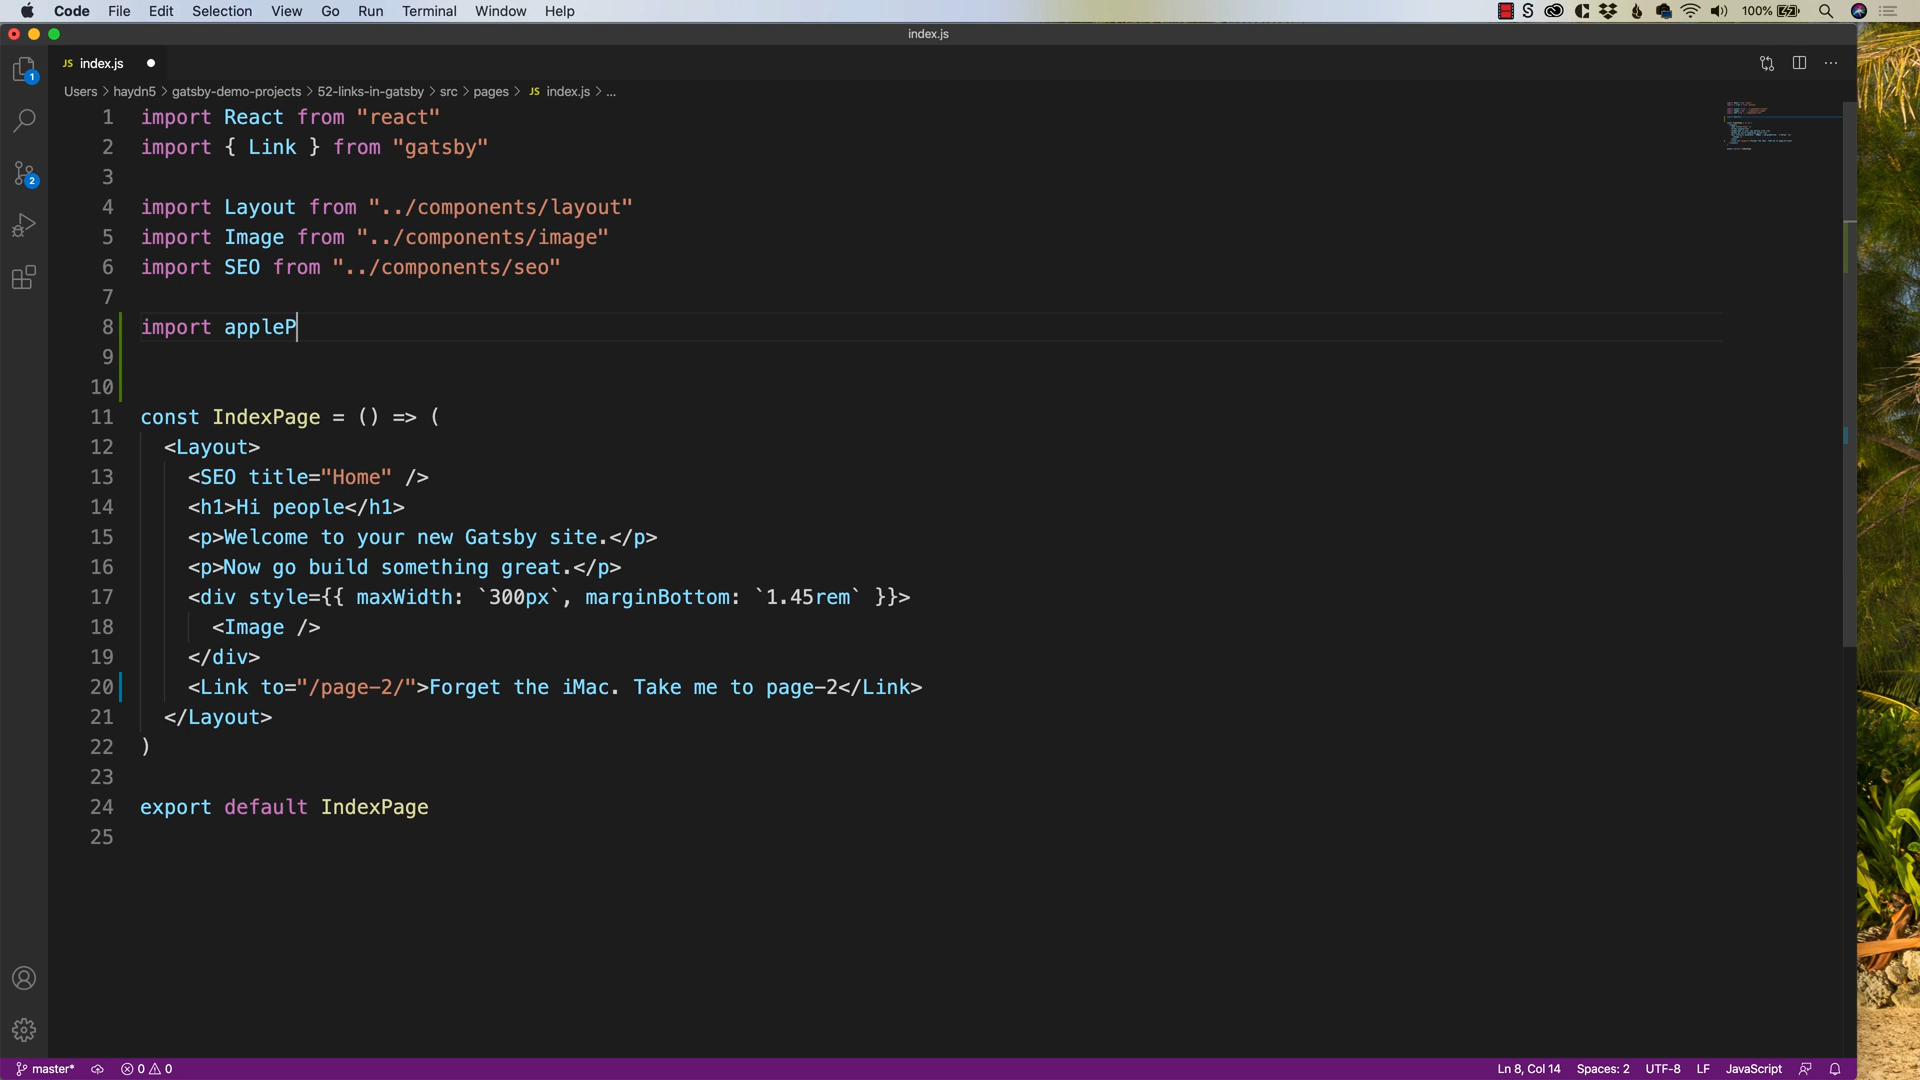 Code File Edit Selection View Go Run Terminal Window Help 100%
index.js
JS index.js
Users > haydn5 > gatsby-demo-projects > 52-links-in-gatsby > src > pages > JS index.js > ...
1 import React from "react"
2 import { Link } from "gatsby"
3
4 import Layout from "../components/layout"
5 import Image from "../components/image"
6 import SEO from "../components/seo"
7
8 import appleP
9
10
11 const IndexPage = () => (
12 <Layout>
13 <SEO title="Home" />
14 <h1>Hi people</h1>
15 <p>Welcome to your new Gatsby site.</p>
16 <p>Now go build something great.</p>
17 <div style={{ maxWidth: `300px`, marginBottom: `1.45rem` }}>
18 <Image />
19 </div>
20 <Link to="/page-2/">Forget the iMac. Take me to page-2</Link>
21 </Layout>
22 )
23
24 export default IndexPage
25
1
2
master* 0 0 Ln 8, Col 14 Spaces: 2 UTF-8 LF JavaScript